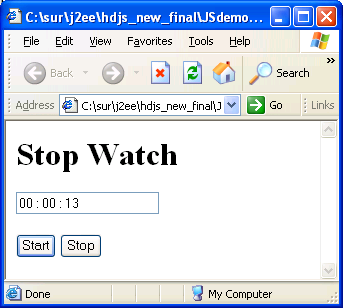 C:\sur\j2ee\hdjs_new_final\JSdemo...
File Edit View Favorites Tools Help »
Back Search »
Address C:\sur\j2ee\hdjs_new_final\J Go Links
Stop Watch
00 : 00 : 13
Start Stop
Done My Computer